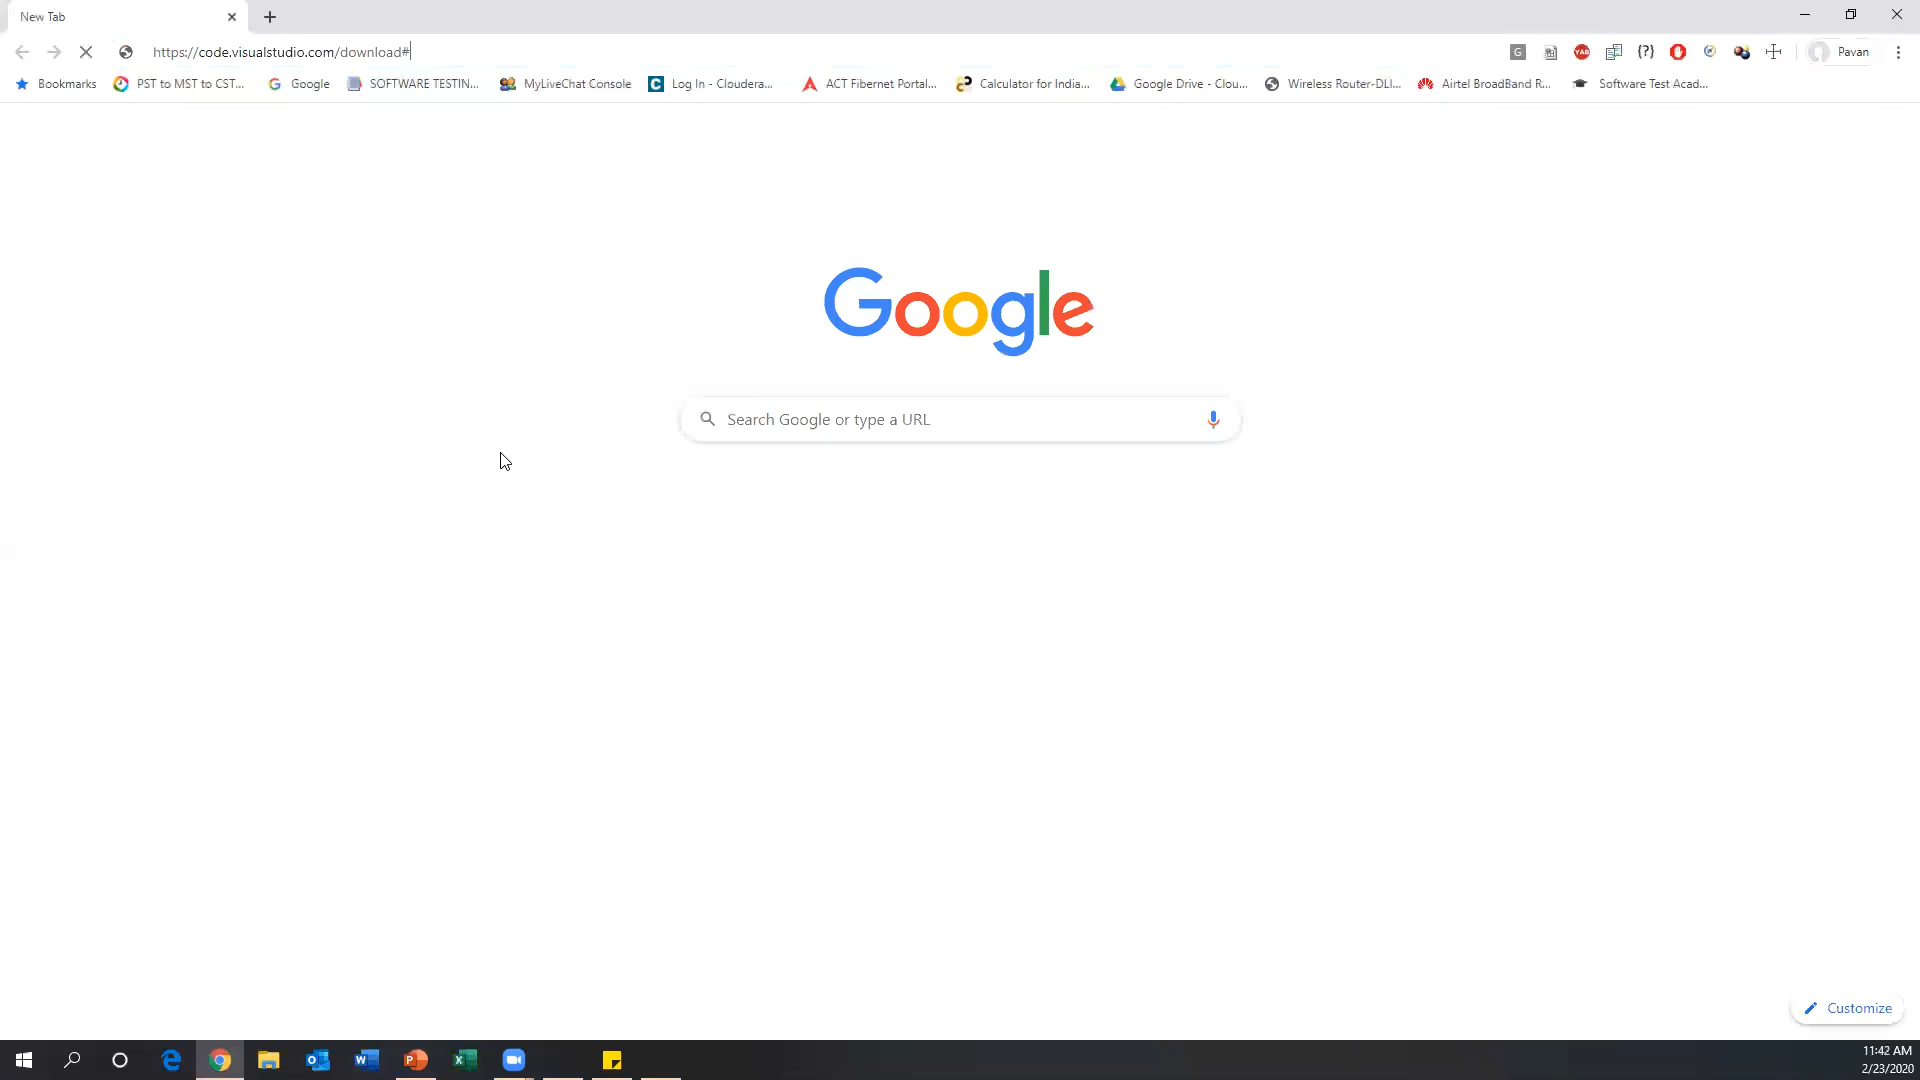 New Tab
https://code.visualstudio.com/download#
G
YAB
{?}
Pavan
Bookmarks
PST to MST to CST...
Google
SOFTWARE TESTIN...
MyLiveChat Console
Log In - Cloudera...
ACT Fibernet Portal...
Calculator for India...
Google Drive - Clou...
Wireless Router-DLI...
Airtel BroadBand R...
Software Test Acad...
Google
Search Google or type a URL
Customize
11:42 AM
2/23/2020